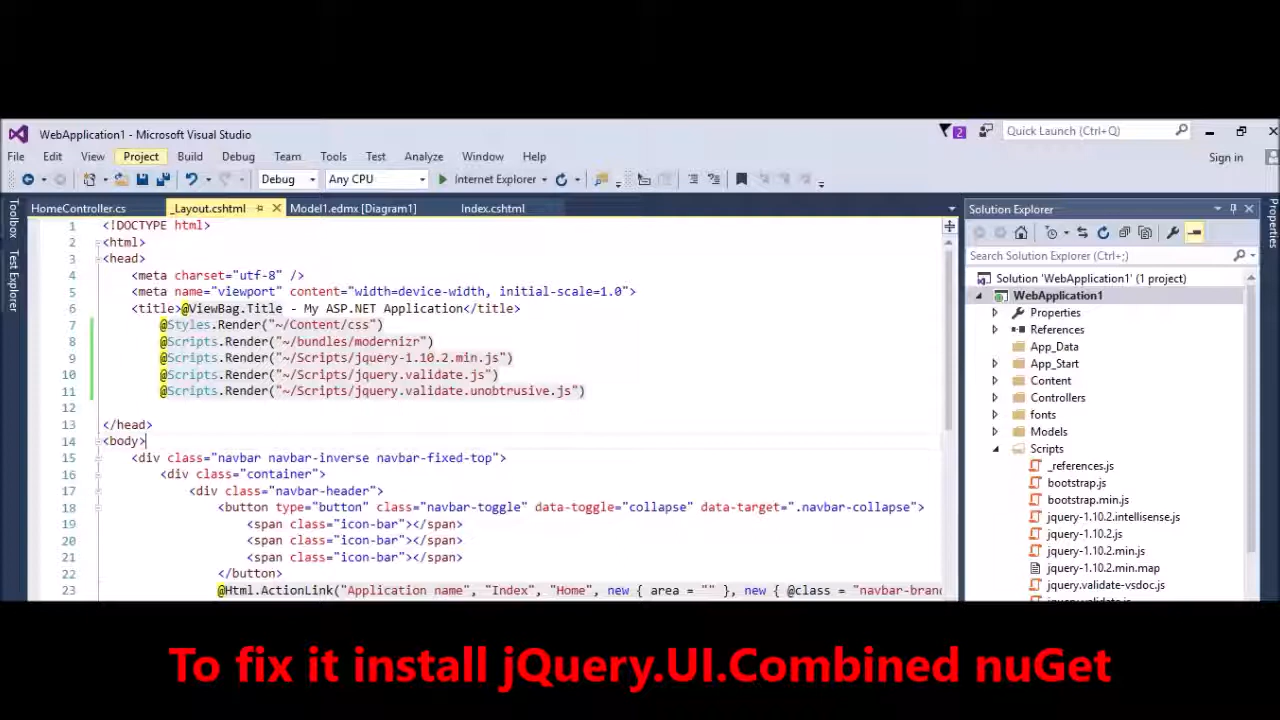 WebApplication1 - Microsoft Visual Studio
2
Quick Launch (Ctrl+Q)
File Edit View Project Build Debug Team Tools Test Analyze Window Help
Sign in
Debug Any CPU Internet Explorer
Toolbox
Test Explorer
HomeController.cs _Layout.cshtml Model1.edmx [Diagram1] Index.cshtml
1 <!DOCTYPE html>
2 <html>
3 <head>
4 <meta charset="utf-8" />
5 <meta name="viewport" content="width=device-width, initial-scale=1.0">
6 <title>@ViewBag.Title - My ASP.NET Application</title>
7 @Styles.Render("~/Content/css")
8 @Scripts.Render("~/bundles/modernizr")
9 @Scripts.Render("~/Scripts/jquery-1.10.2.min.js")
10 @Scripts.Render("~/Scripts/jquery.validate.js")
11 @Scripts.Render("~/Scripts/jquery.validate.unobtrusive.js")
12
13 </head>
14 <body>
15 <div class="navbar navbar-inverse navbar-fixed-top">
16 <div class="container">
17 <div class="navbar-header">
18 <button type="button" class="navbar-toggle" data-toggle="collapse" data-target=".navbar-collapse">
19 <span class="icon-bar"></span>
20 <span class="icon-bar"></span>
21 <span class="icon-bar"></span>
22 </button>
23 @Html.ActionLink("Application name", "Index", "Home", new { area = "" }, new { @class = "navbar-bran
Solution Explorer
Search Solution Explorer (Ctrl+;)
Solution 'WebApplication1' (1 project)
WebApplication1
Properties
References
App_Data
App_Start
Content
Controllers
fonts
Models
Scripts
_references.js
bootstrap.js
bootstrap.min.js
jquery-1.10.2.intellisense.js
jquery-1.10.2.js
jquery-1.10.2.min.js
jquery-1.10.2.min.map
jquery.validate-vsdoc.js
Properties
To fix it install jQuery.UI.Combined nuGet